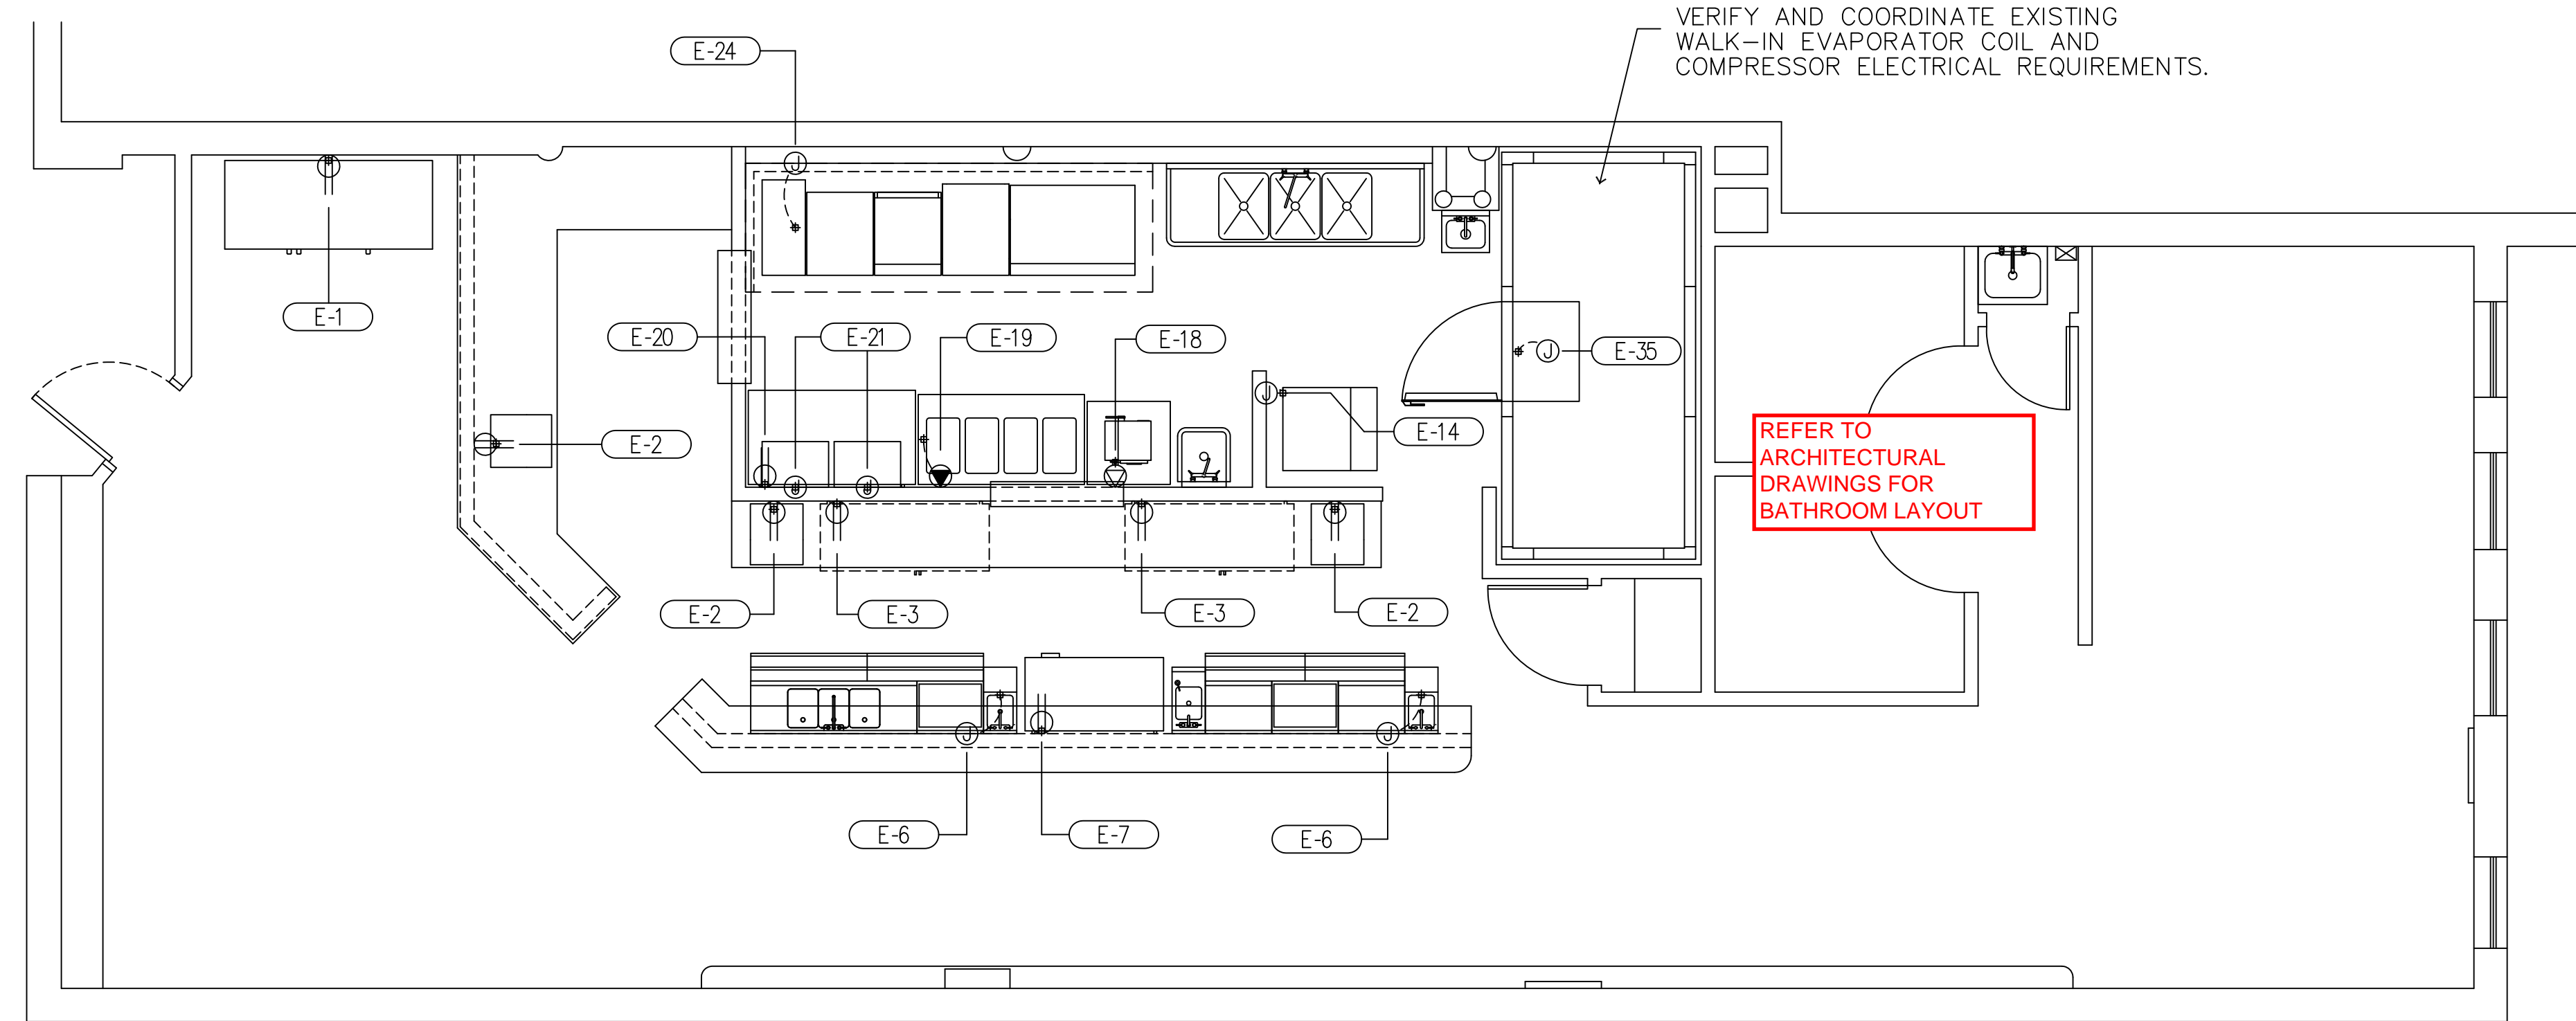 VERIFY AND COORDINATE EXISTING
WALK-IN EVAPORATOR COIL AND
COMPRESSOR ELECTRICAL REQUIREMENTS.
E-24
J
E-1
E-20
E-21
E-19
E-18
J
E-35
J
E-14
E-2
REFER TO
ARCHITECTURAL
DRAWINGS FOR
BATHROOM LAYOUT
J
J
E-2
E-3
E-3
E-2
J
J
E-6
E-7
E-6